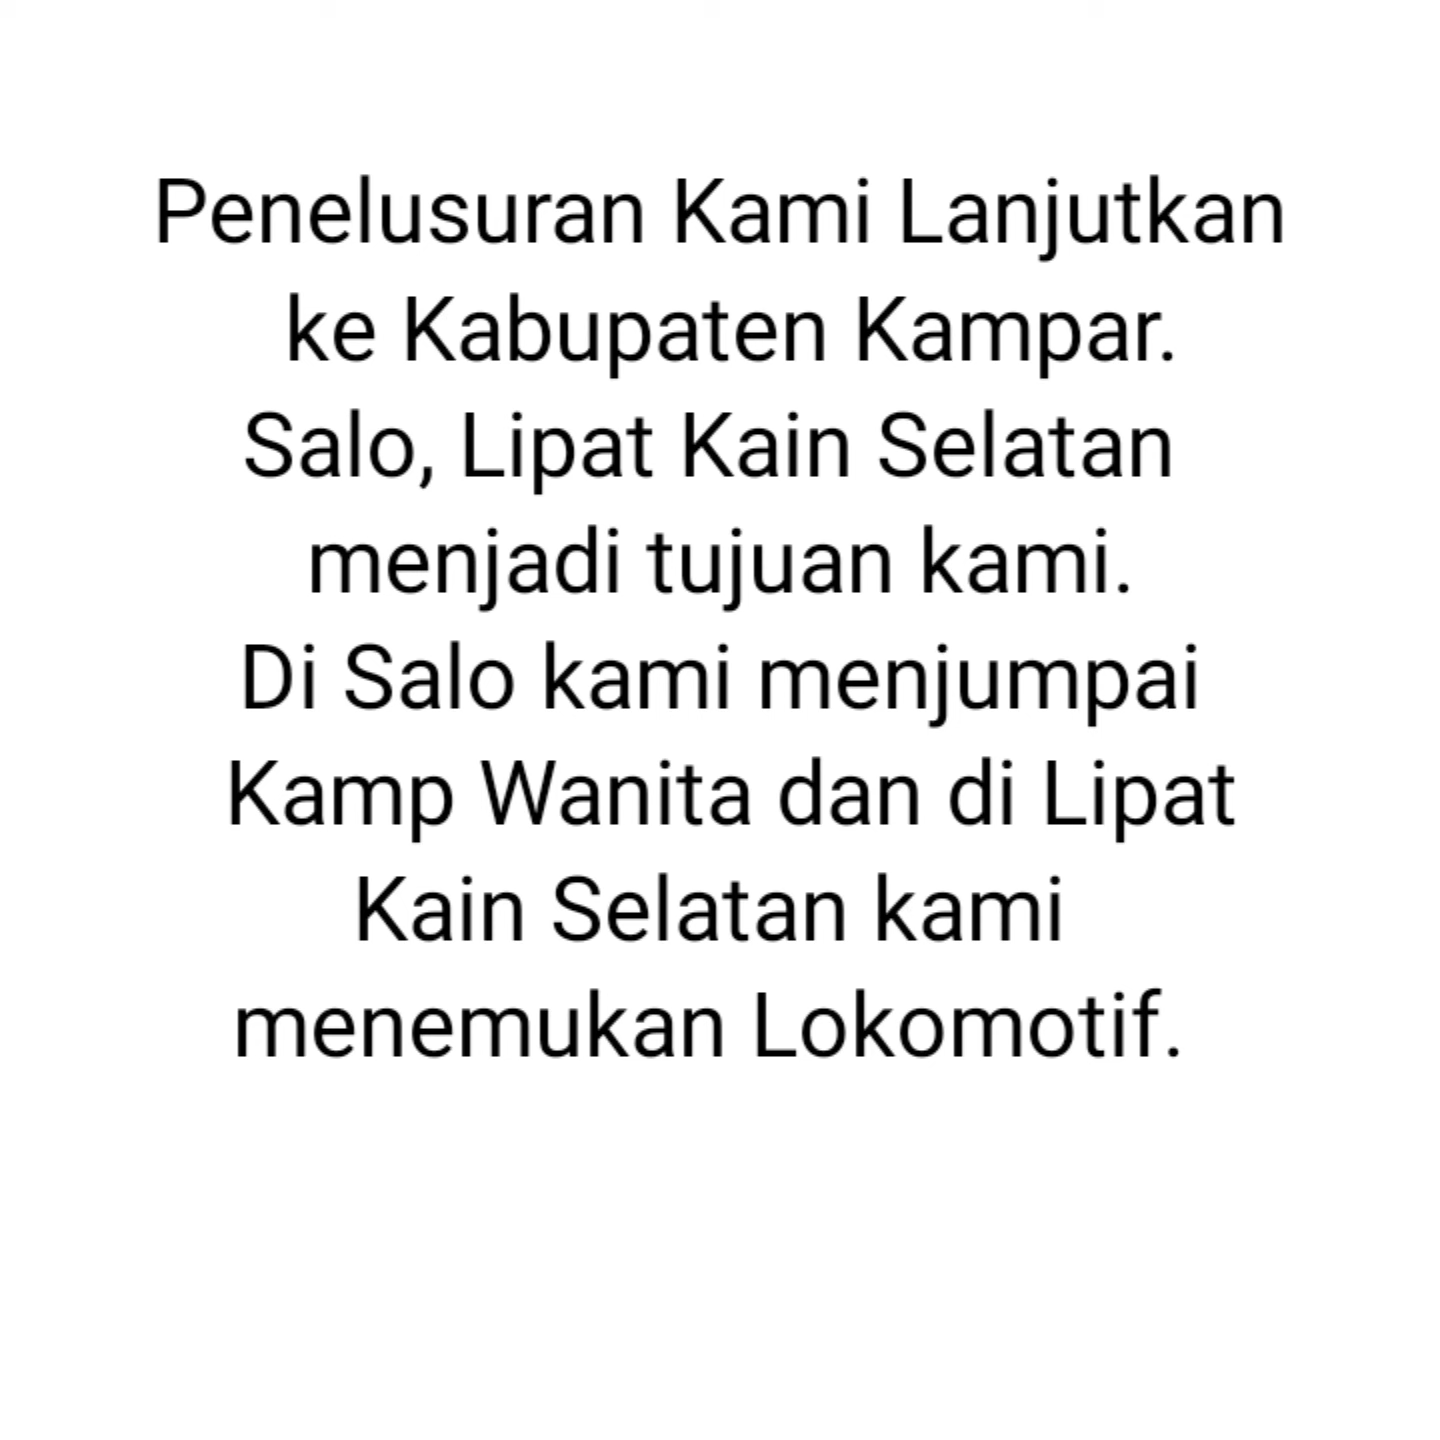 Penelusuran Kami Lanjutkan
ke Kabupaten Kampar.
Salo, Lipat Kain Selatan
menjadi tujuan kami.
Di Salo kami menjumpai
Kamp Wanita dan di Lipat
Kain Selatan kami
menemukan Lokomotif.